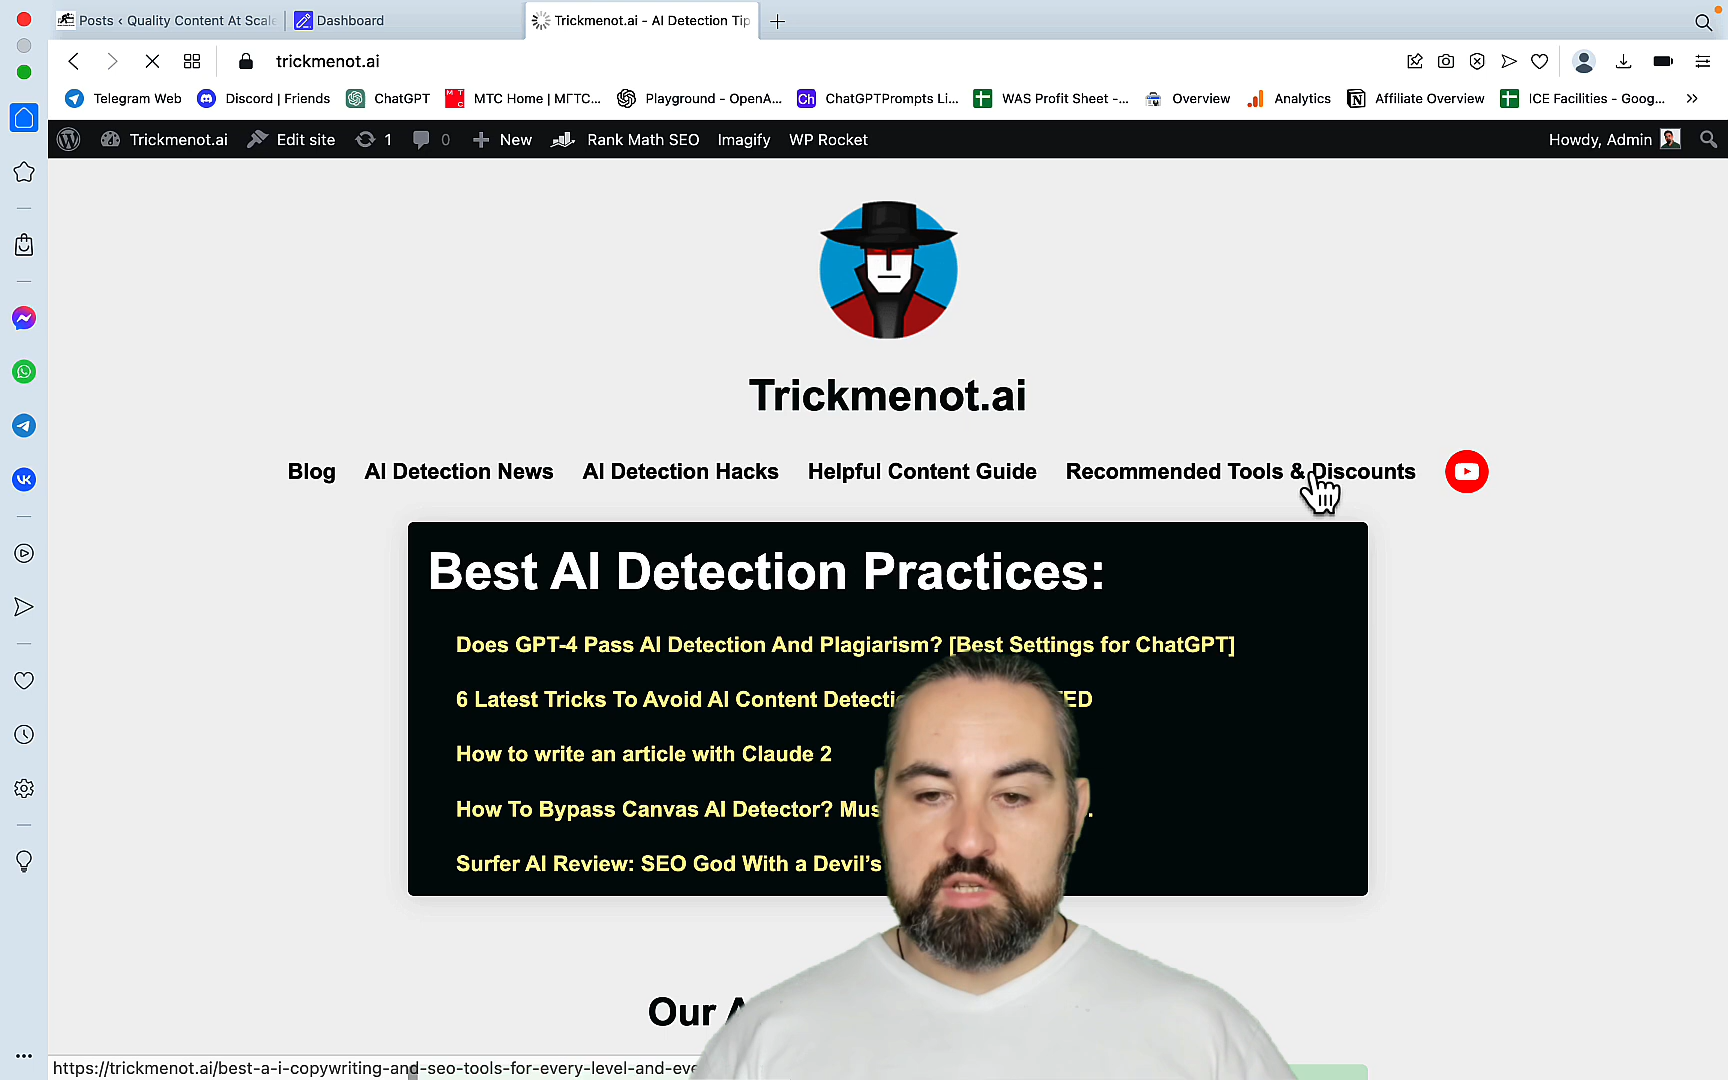 Posts ‹ Quality Content At Scale
Dashboard
Trickmenot.ai - AI Detection Tip
trickmenot.ai
Telegram Web
Discord | Friends
ChatGPT
MTC Home | МГТС...
Playground - OpenA...
ChatGPTPrompts Li...
WAS Profit Sheet -...
Overview
Analytics
Affiliate Overview
ICE Facilities - Goog...
Trickmenot.ai
Edit site
1
0
New
Rank Math SEO
Imagify
WP Rocket
Howdy, Admin
Trickmenot.ai
Blog
AI Detection News
AI Detection Hacks
Helpful Content Guide
Recommended Tools & Discounts
Best AI Detection Practices:
Does GPT-4 Pass AI Detection And Plagiarism? [Best Settings for ChatGPT]
6 Latest Tricks To Avoid AI Content Detecti
How to write an article with Claude 2
How To Bypass Canvas AI Detector?
Surfer AI Review: SEO God With a Devil's
Our
https://trickmenot.ai/best-a-i-copywriting-and-seo-tools-for-every-level-and-eve